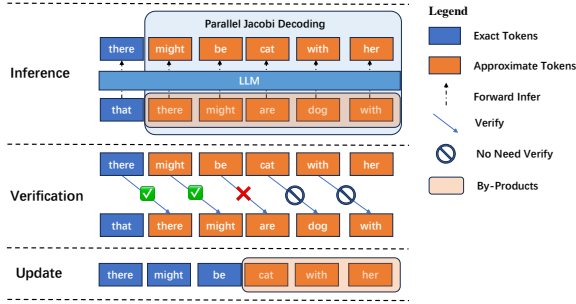 Parallel Jacobi Decoding
there might be cat with her
Inference
LLM
that there might are dog with
there might be cat with her
Verification
that there might are dog with
Update
there might be cat with her
Legend
Exact Tokens
Approximate Tokens
Forward Infer
Verify
No Need Verify
By-Products